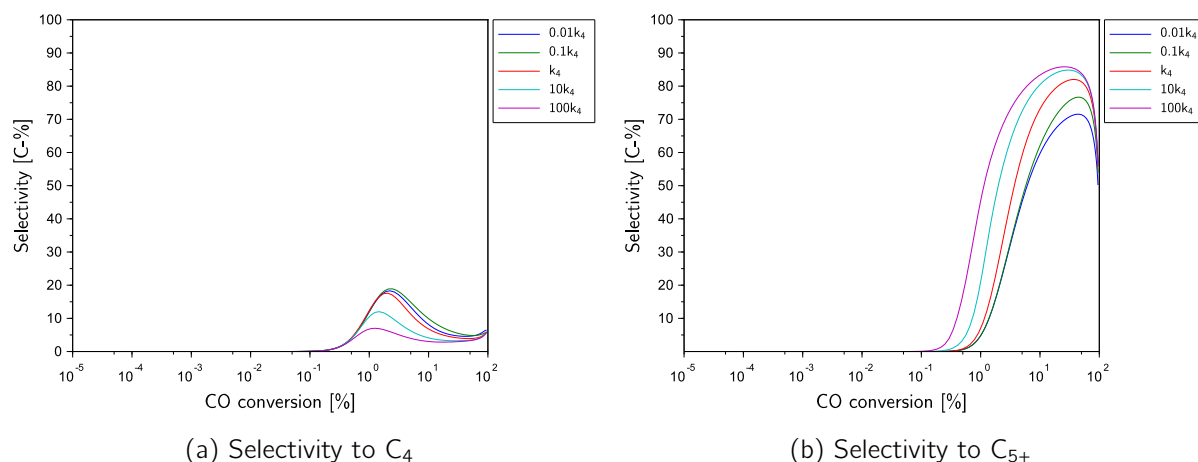 100
90
80
70
60
50
40
30
20
10
0
Selectivity [C-%]
10-5 10-4 10-3 10-2 10-1 100 101 102
CO conversion [%]
0.01k4
0.1k4
k4
10k4
100k4
(a) Selectivity to C4
100
90
80
70
60
50
40
30
20
10
0
Selectivity [C-%]
10-5 10-4 10-3 10-2 10-1 100 101 102
CO conversion [%]
0.01k4
0.1k4
k4
10k4
100k4
(b) Selectivity to C5+